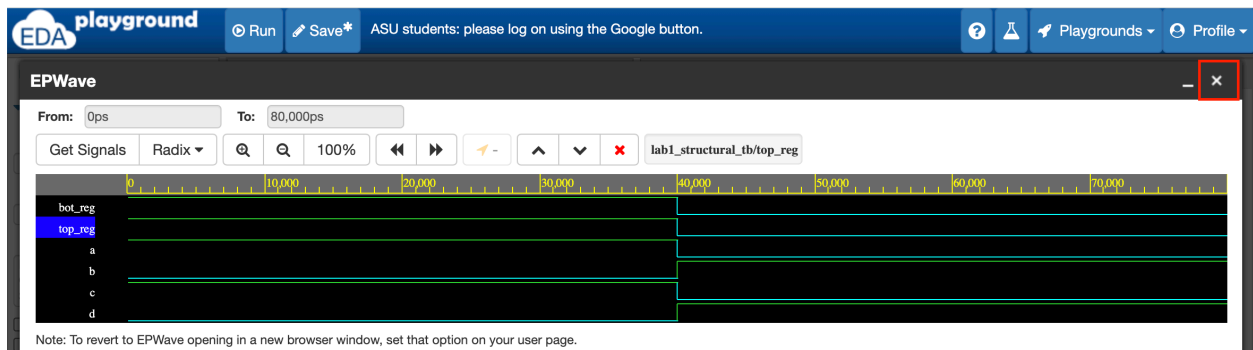 EDA playground Run Save* ASU students: please log on using the Google button. ? Playgrounds Profile
EPWave
From: 0ps To: 80,000ps
Get Signals Radix 100% - lab1_structural_tb/top_reg
0 10,000 20,000 30,000 40,000 50,000 60,000 70,000
bot_reg
top_reg
a
b
c
d
Note: To revert to EPWave opening in a new browser window, set that option on your user page.